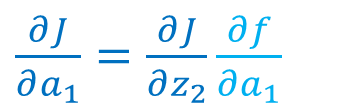 ∂J/∂a₁ = ∂J/∂z₂ ∂f/∂a₁